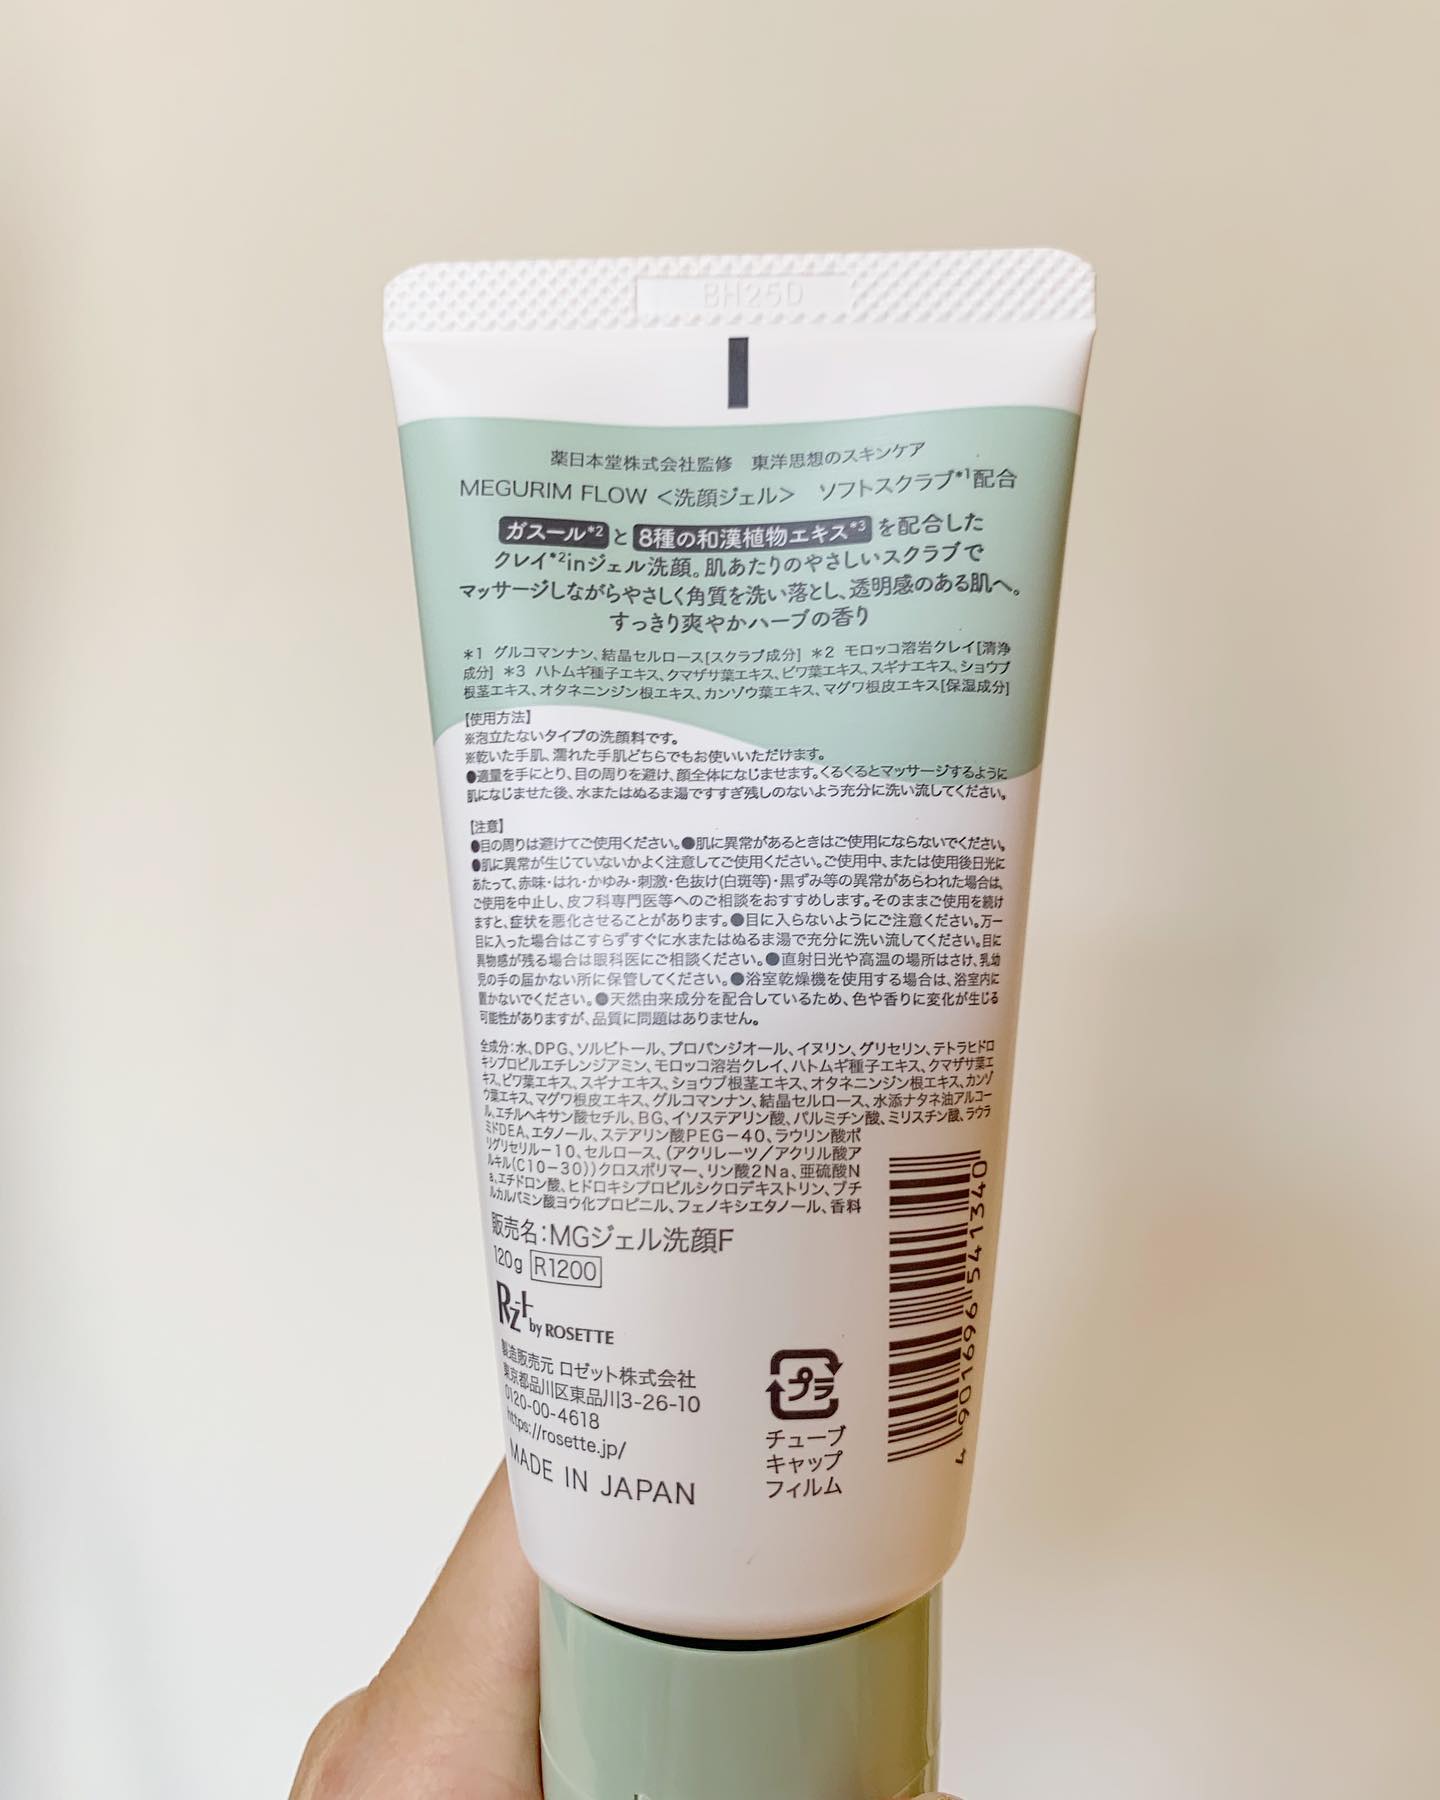 BH25D
薬日本堂株式会社監修 東洋思想のスキンケア
MEGURIM FLOW <洗顔ジェル> ソフトスクラブ*1配合
ガスール*2と8種の和漢植物エキス*3を配合した
クレイ*2inジェル洗顔。肌あたりのやさしいスクラブで
マッサージしながらやさしく角質を洗い落とし、透明感のある肌へ。
すっきり爽やかハーブの香り
*1 グルコマンナン、結晶セルロース[スクラブ成分] *2 モロッコ溶岩クレイ[清浄
成分] *3 ハトムギ種子エキス、クマザサ葉エキス、ビワ葉エキス、スギナエキス、ショウブ
根茎エキス、オタネニンジン根エキス、カンゾウ葉エキス、マグワ根皮エキス[保湿成分]
【使用方法】
※泡立たないタイプの洗顔料です。
※乾いた手肌、濡れた手肌どちらでもお使いいただけます。
●適量を手にとり、目の周りを避け、顔全体になじませます。くるくるとマッサージするように
肌になじませた後、水またはぬるま湯ですすぎ残しのないよう充分に洗い流してください。
【注意】
●目の周りは避けてご使用ください。●肌に異常があるときはご使用にならないでください。
●肌に異常が生じていないかよく注意してご使用ください。ご使用中、または使用後日光に
あたって、赤味・はれ・かゆみ・刺激・色抜け(白斑等)・黒ずみ等の異常があらわれた場合は、
ご使用を中止し、皮フ科専門医等へのご相談をおすすめします。そのままご使用を続け
ますと、症状を悪化させることがあります。●目に入らないようにご注意ください。万一
目に入った場合はこすらずすぐに水またはぬるま湯で充分に洗い流してください。目に
異物感が残る場合は眼科医にご相談ください。●直射日光や高温の場所はさけ、乳幼
児の手の届かない所に保管してください。●浴室乾燥機を使用する場合は、浴室内に
置かないでください。●天然由来成分を配合しているため、色や香りに変化が生じる
可能性がありますが、品質に問題はありません。
全成分:水、DPG、ソルビトール、プロパンジオール、イヌリン、グリセリン、テトラヒドロ
キシプロピルエチレンジアミン、モロッコ溶岩クレイ、ハトムギ種子エキス、クマザサ葉エ
キス、ビワ葉エキス、スギナエキス、ショウブ根茎エキス、オタネニンジン根エキス、カンゾ
ウ葉エキス、マグワ根皮エキス、グルコマンナン、結晶セルロース、水添ナタネ油アルコー
ル、エチルヘキサン酸セチル、BG、イソステアリン酸、パルミチン酸、ミリスチン酸、ラウラ
ミドDEA、エタノール、ステアリン酸PEG-40、ラウリン酸ポ
リグリセリル-10、セルロース、(アクリレーツ/アクリル酸ア
ルキル(C10-30))クロスポリマー、リン酸2Na、亜硫酸N
a、エチドロン酸、ヒドロキシプロピルシクロデキストリン、ブチ
ルカルバミン酸ヨウ化プロピニル、フェノキシエタノール、香料
販売名:MGジェル洗顔F
120g R1200
Rz+ by ROSETTE
製造販売元 ロゼット株式会社
東京都品川区東品川3-26-10
0120-00-4618
https://rosette.jp/
MADE IN JAPAN
プラ
チューブ
キャップ
フィルム
4 901696 541340